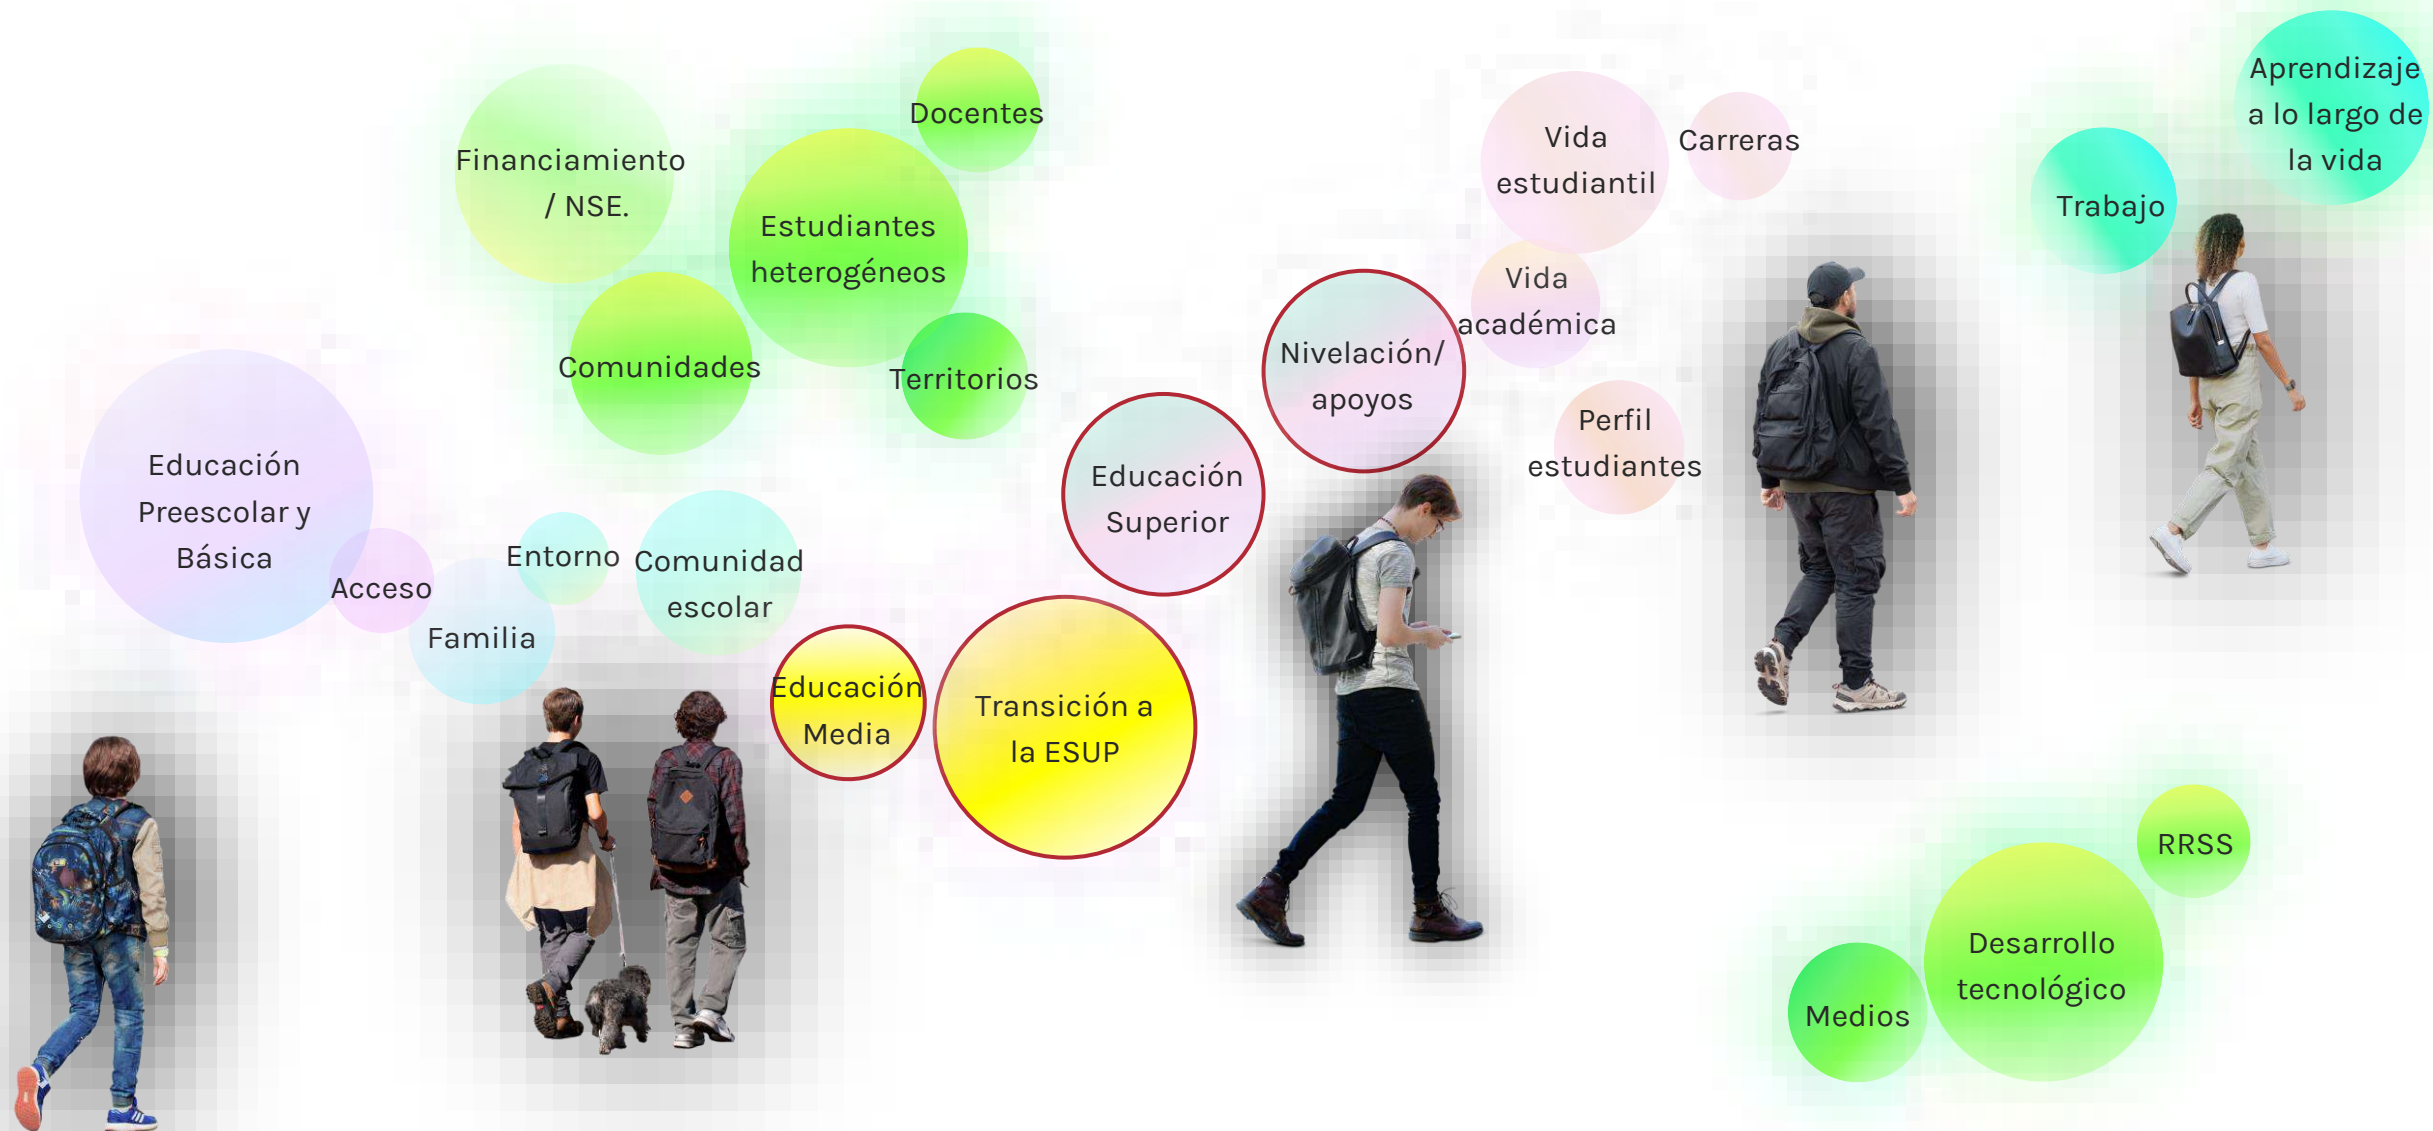 Financiamiento
/ NSE.
Docentes
Estudiantes
heterogéneos
Comunidades
Territorios
Educación
Preescolar y
Básica
Acceso
Familia
Entorno
Comunidad
escolar
Educación
Media
Transición a
la ESUP
Educación
Superior
Nivelación/
apoyos
Vida
estudiantil
Carreras
Vida
académica
Perfil
estudiantes
Trabajo
Aprendizaje
a lo largo de
la vida
RRSS
Desarrollo
tecnológico
Medios